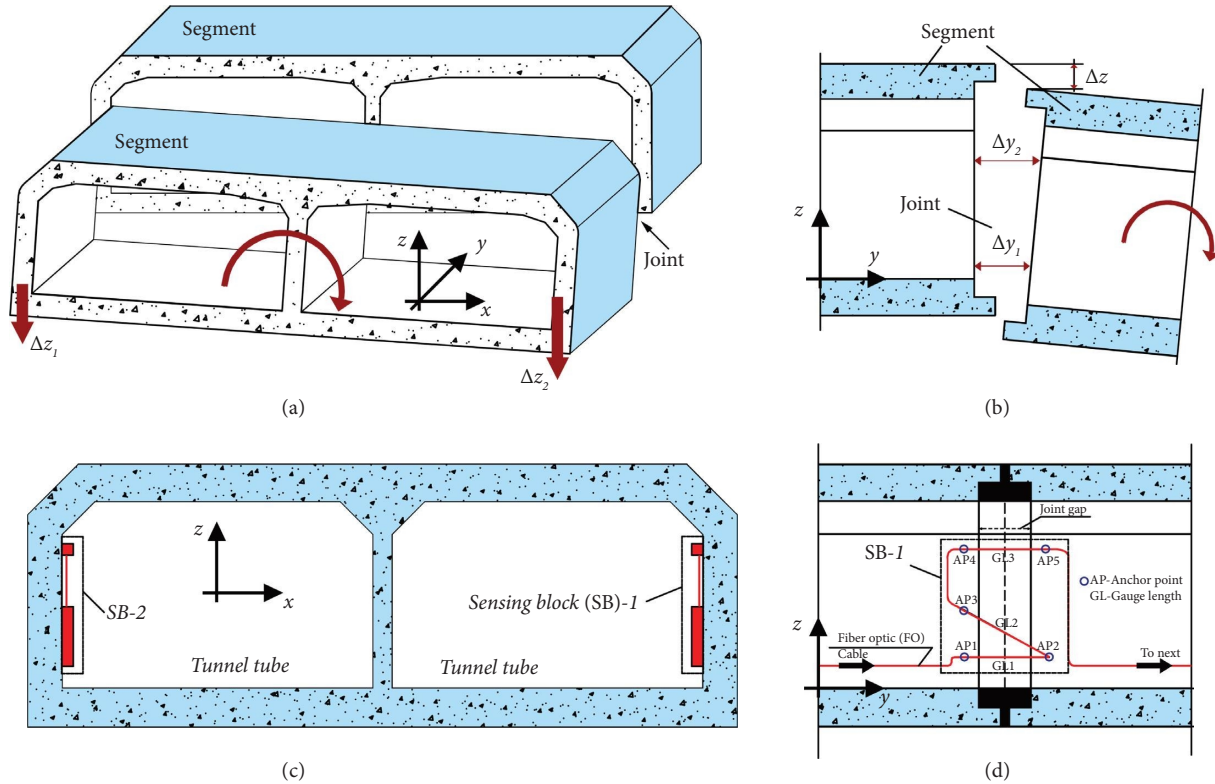 Segment
Segment
z
y
x
Joint
Δz₁
Δz₂
(a)
Segment
Δz
Δy₂
Joint
Δy₁
z
y
(b)
z
x
SB-2
Sensing block (SB)-1
Tunnel tube
Tunnel tube
(c)
Joint gap
SB-1
AP4
GL3
AP5
AP-Anchor point
GL-Gauge length
AP3
GL2
z
Fiber optic (FO)
Cable
AP1
GL1
AP2
To next
y
(d)